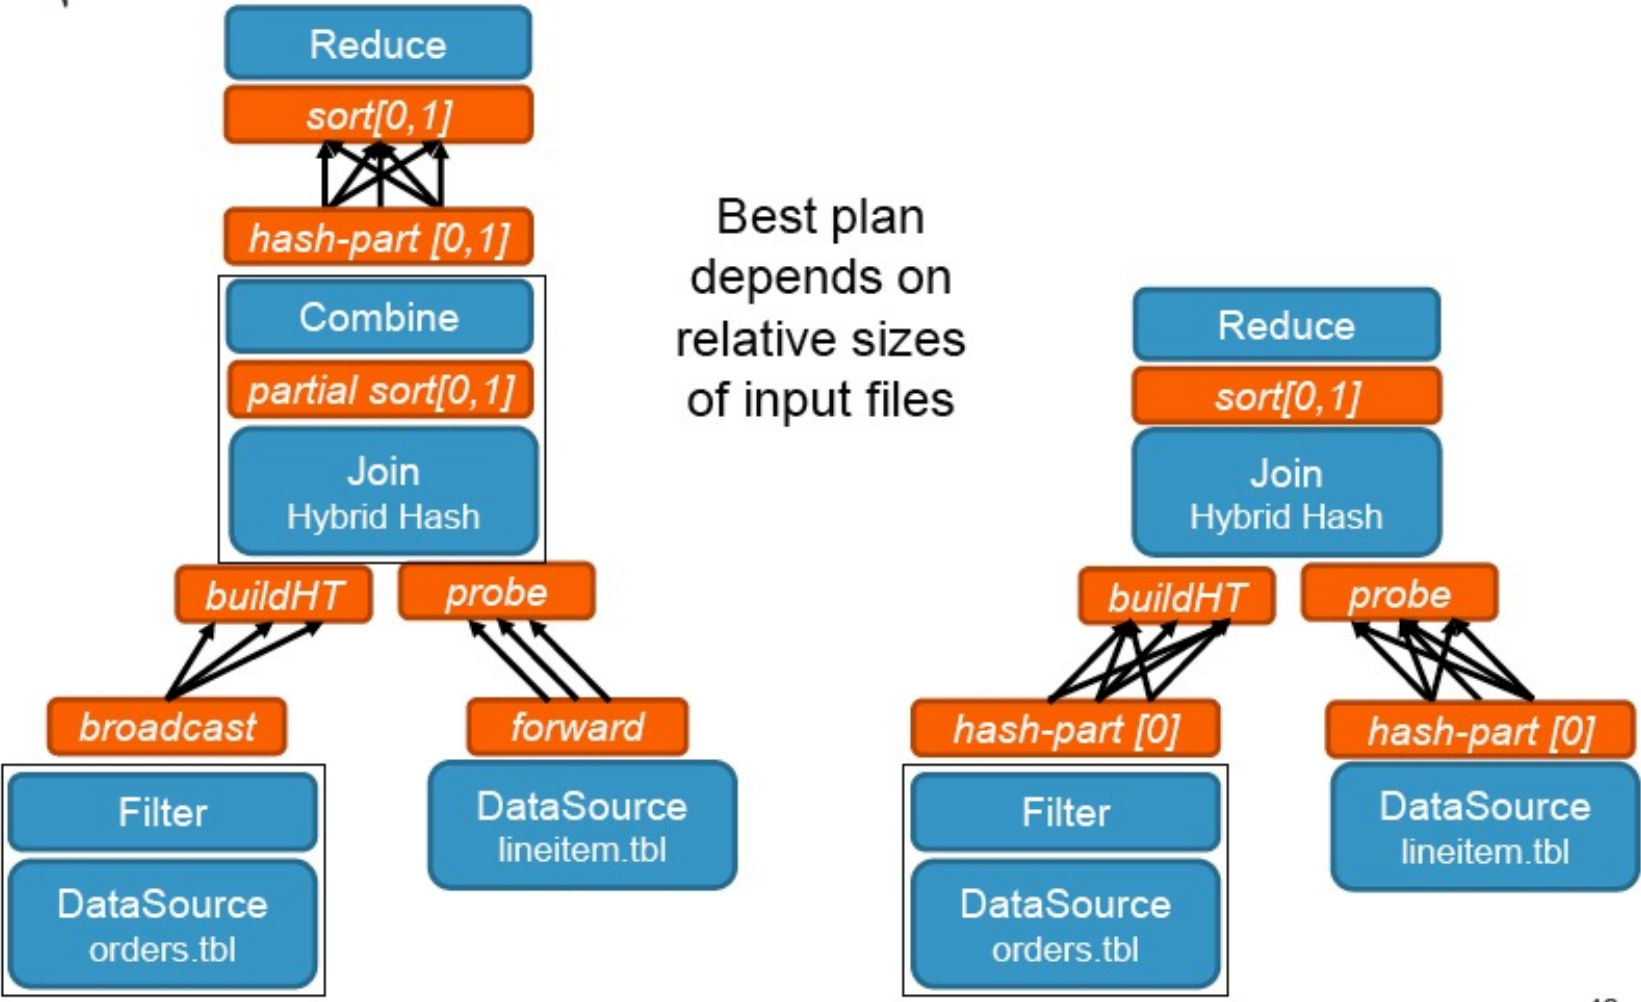 Reduce
sort[0,1]
hash-part [0,1]
Combine
partial sort[0,1]
Join
Hybrid Hash
buildHT
probe
broadcast
forward
Filter
DataSource
orders.tbl
DataSource
lineitem.tbl
Best plan
depends on
relative sizes
of input files
Reduce
sort[0,1]
Join
Hybrid Hash
buildHT
probe
hash-part [0]
hash-part [0]
Filter
DataSource
orders.tbl
DataSource
lineitem.tbl